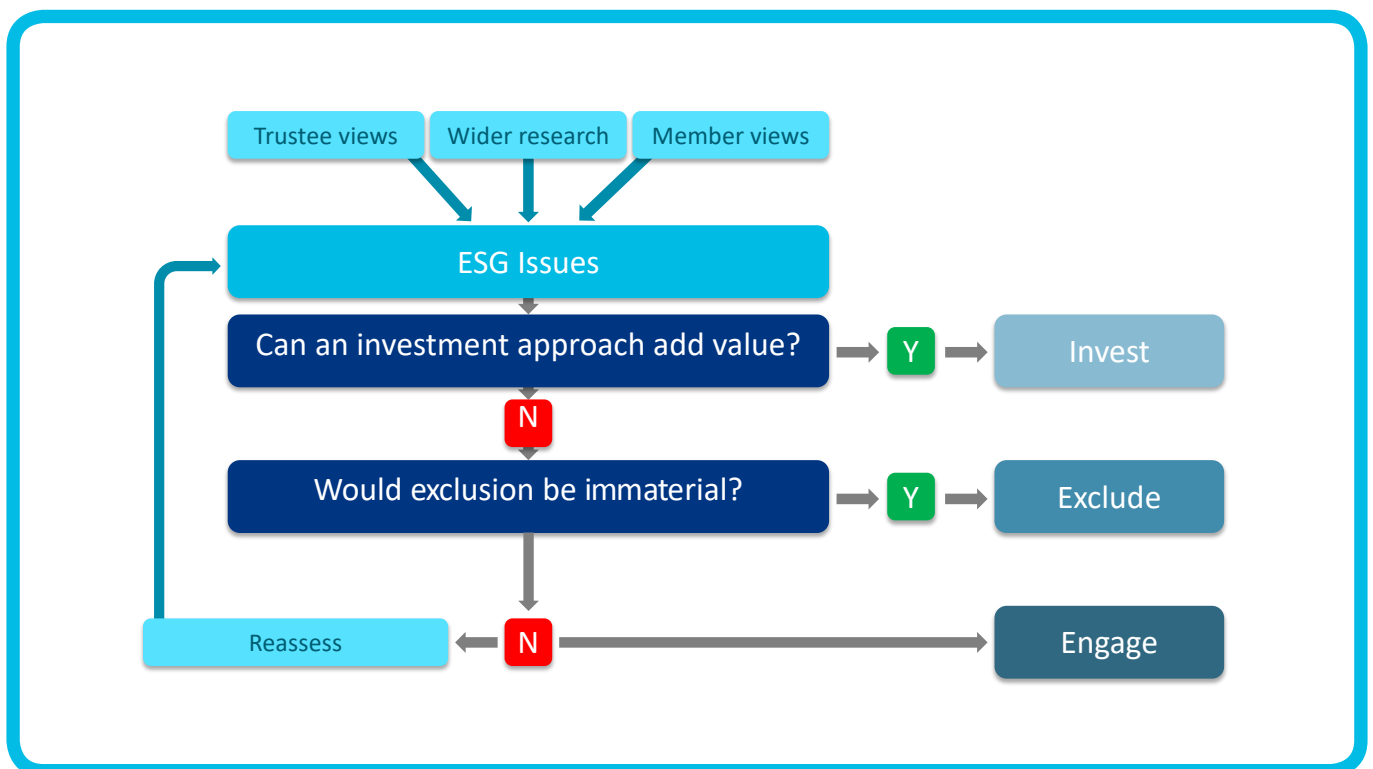 Trustee views
Wider research
Member views
ESG Issues
Can an investment approach add value?
Y
Invest
N
Would exclusion be immaterial?
Y
Exclude
Reassess
N
Engage